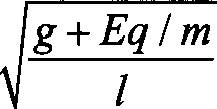 √((g + Eq / m) / l)